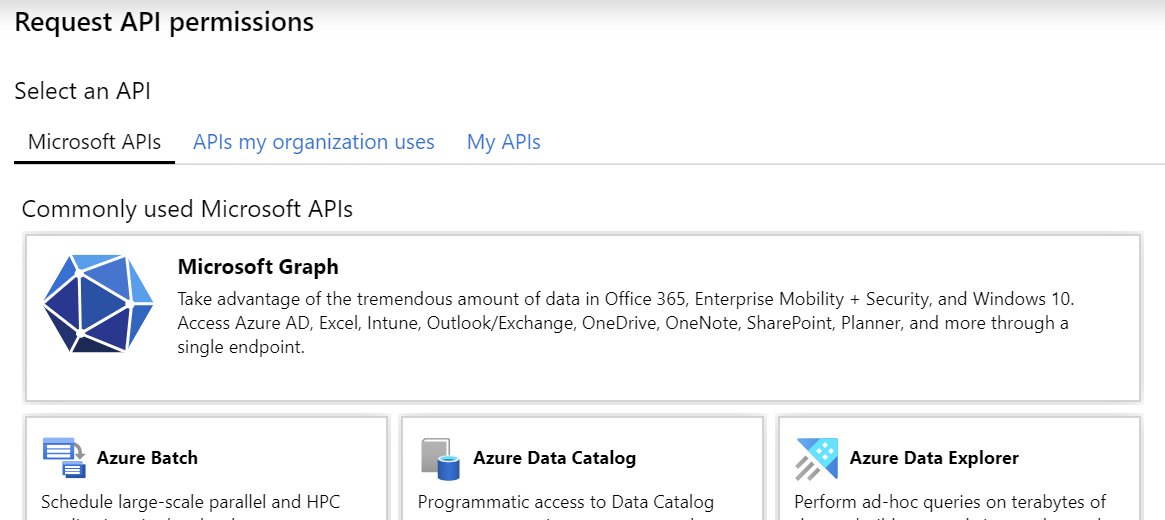 Request API permissions
Select an API
Microsoft APIs APIs my organization uses My APIs
Commonly used Microsoft APIs
Microsoft Graph
Take advantage of the tremendous amount of data in Office 365, Enterprise Mobility + Security, and Windows 10.
Access Azure AD, Excel, Intune, Outlook/Exchange, OneDrive, OneNote, SharePoint, Planner, and more through a
single endpoint.
Azure Batch
Schedule large-scale parallel and HPC
Azure Data Catalog
Programmatic access to Data Catalog
Azure Data Explorer
Perform ad-hoc queries on terabytes of